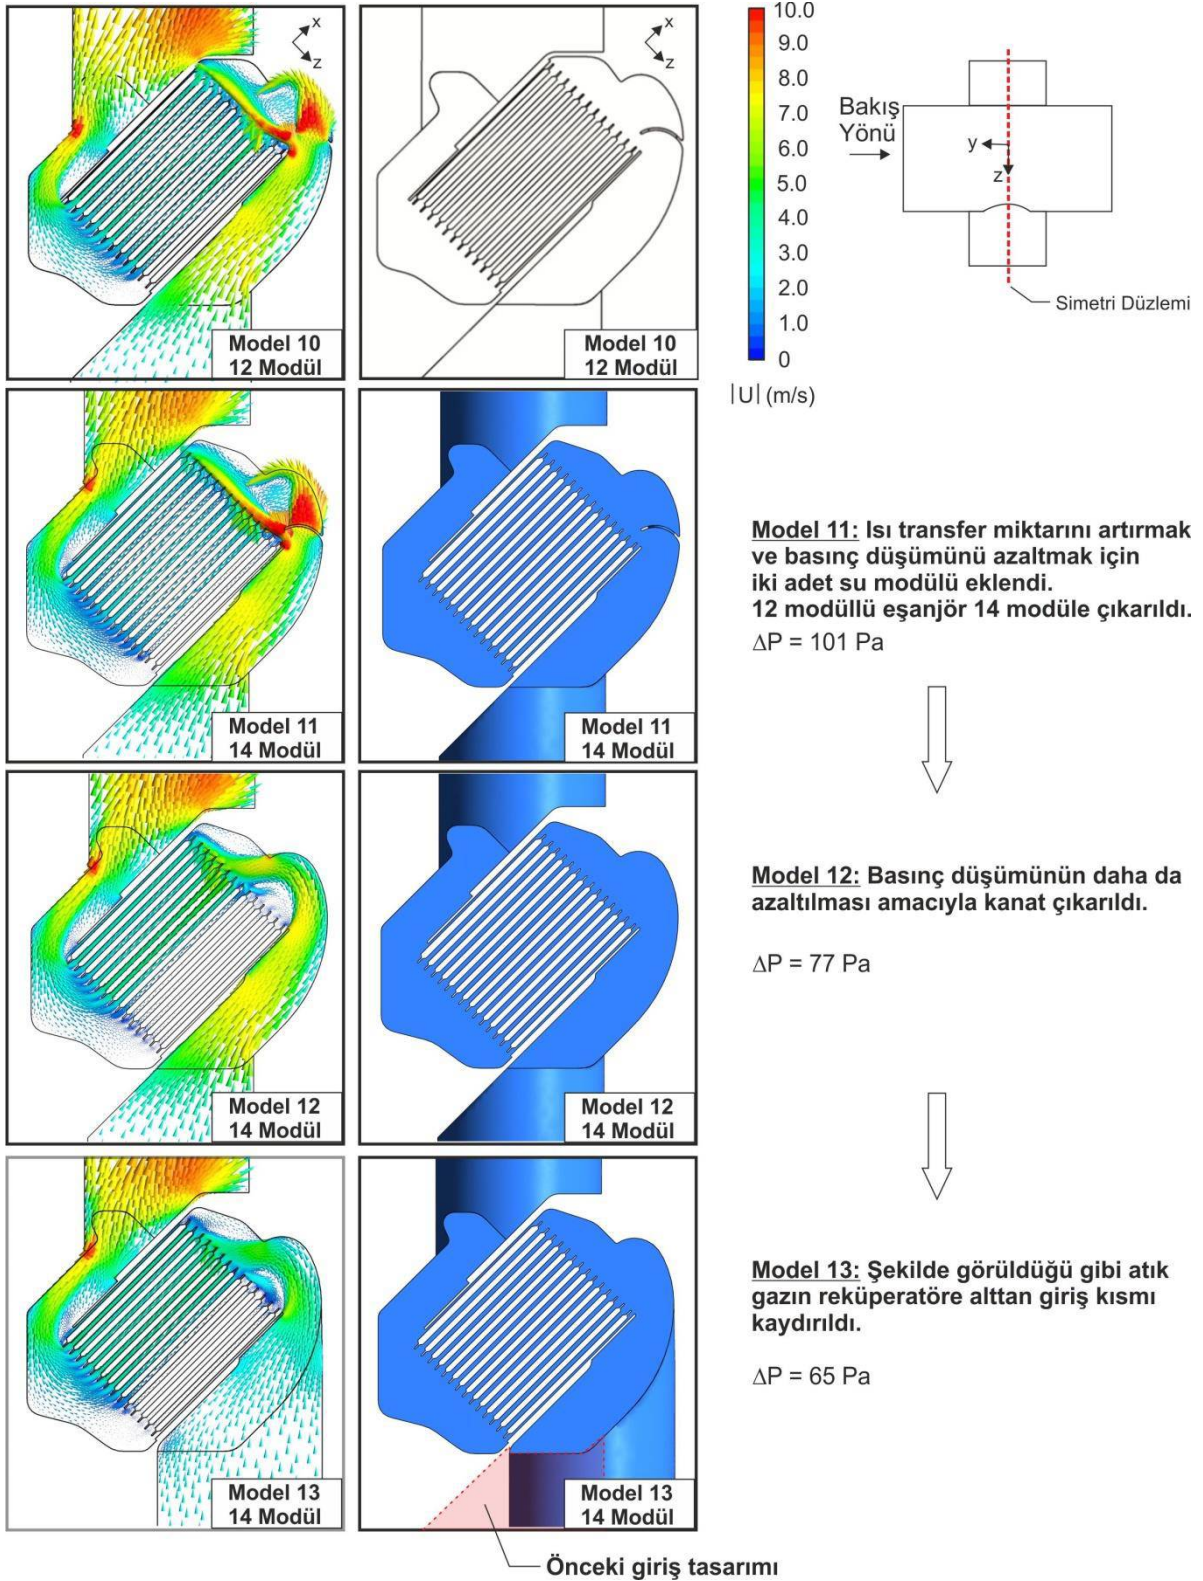 x
z
Model 10
12 Modül
x
z
Model 10
12 Modül
10.0
9.0
8.0
7.0
6.0
5.0
4.0
3.0
2.0
1.0
0
|U| (m/s)
Bakış
Yönü
y
z
Simetri Düzlemi
Model 11
14 Modül
Model 11
14 Modül
Model 11: Isı transfer miktarını artırmak
ve basınç düşümünü azaltmak için
iki adet su modülü eklendi.
12 modüllü eşanjör 14 modüle çıkarıldı.
ΔP = 101 Pa
Model 12
14 Modül
Model 12
14 Modül
Model 12: Basınç düşümünün daha da
azaltılması amacıyla kanat çıkarıldı.
ΔP = 77 Pa
Model 13
14 Modül
Model 13
14 Modül
Model 13: Şekilde görüldüğü gibi atık
gazın reküperatöre alttan giriş kısmı
kaydırıldı.
ΔP = 65 Pa
Önceki giriş tasarımı